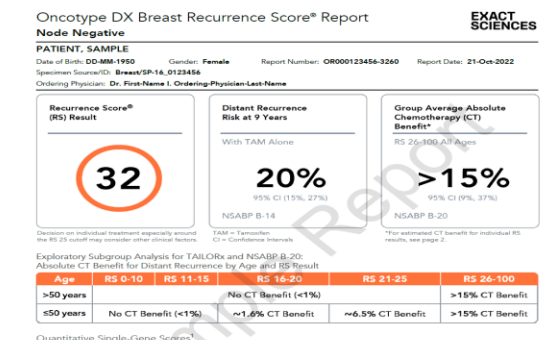 Oncotype DX Breast Recurrence Score® Report
EXACT
SCIENCES
Node Negative
PATIENT, SAMPLE
Date of Birth: DD-MM-1950 Gender: Female Report Number: OR000123456-3260 Report Date: 21-Oct-2022
Specimen Source/ID: Breast/SP-16_0123456
Ordering Physician: Dr. First-Name I. Ordering-Physician-Last-Name
Recurrence Score®
(RS) Result
32
Decision on individual treatment especially around
the RS 25 cutoff may consider other clinical factors.
Distant Recurrence
Risk at 9 Years
With TAM Alone
20%
95% CI (15%, 27%)
NSABP B-14
TAM = Tamoxifen
CI = Confidence Intervals
Group Average Absolute
Chemotherapy (CT)
Benefit*
RS 26-100 All Ages
>15%
95% CI (9%, 37%)
NSABP B-20
*For estimated CT benefit for individual RS
results, see page 2.
Exploratory Subgroup Analysis for TAILORx and NSABP B-20:
Absolute CT Benefit for Distant Recurrence by Age and RS Result
Age RS 0-10 RS 11-15 RS 16-20 RS 21-25 RS 26-100
>50 years No CT Benefit (<1%) >15% CT Benefit
≤50 years No CT Benefit (<1%) ~1.6% CT Benefit ~6.5% CT Benefit >15% CT Benefit
Quantitative Single-Gene Scores¹
Sample Report